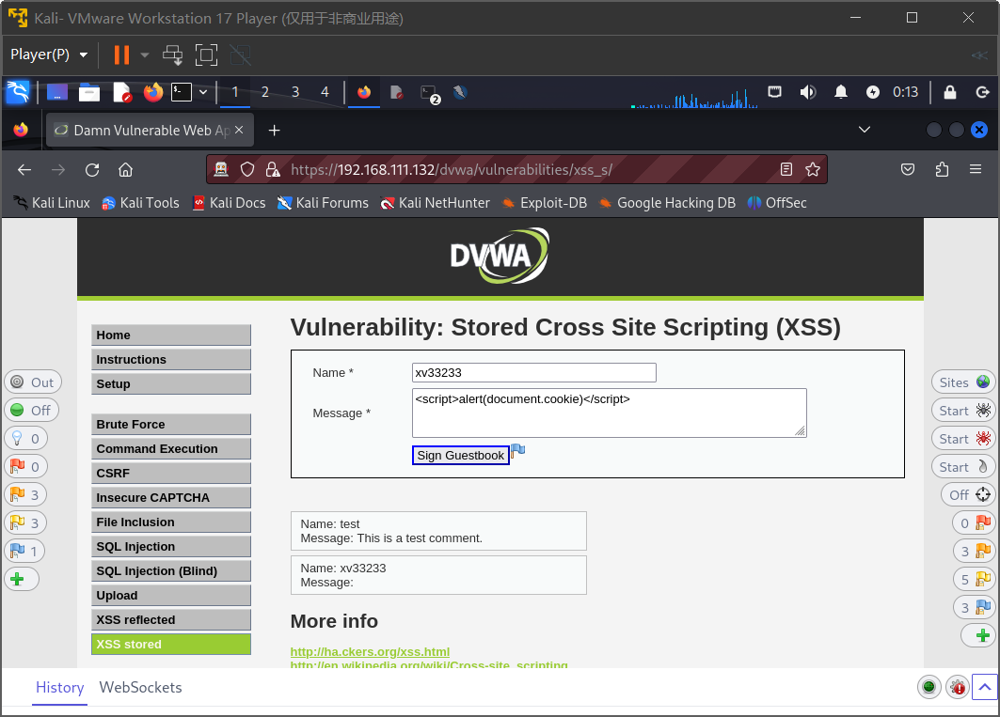 Kali- VMware Workstation 17 Player (仅用于非商业用途)
Player(P)
1 2 3 4 2 0:13
Damn Vulnerable Web Ap
https://192.168.111.132/dvwa/vulnerabilities/xss_s/
Kali Linux Kali Tools Kali Docs Kali Forums Kali NetHunter Exploit-DB Google Hacking DB OffSec
DVWA
Vulnerability: Stored Cross Site Scripting (XSS)
Home
Instructions
Setup
Brute Force
Command Execution
CSRF
Insecure CAPTCHA
File Inclusion
SQL Injection
SQL Injection (Blind)
Upload
XSS reflected
XSS stored
Name *
xv33233
Message *
<script>alert(document.cookie)</script>
Sign Guestbook
Name: test
Message: This is a test comment.
Name: xv33233
Message:
More info
http://ha.ckers.org/xss.html
http://en.wikipedia.org/wiki/Cross-site_scripting
Out
Off
0
0
3
3
1
Sites
Start
Start
Start
Off
0
3
5
3
History WebSockets